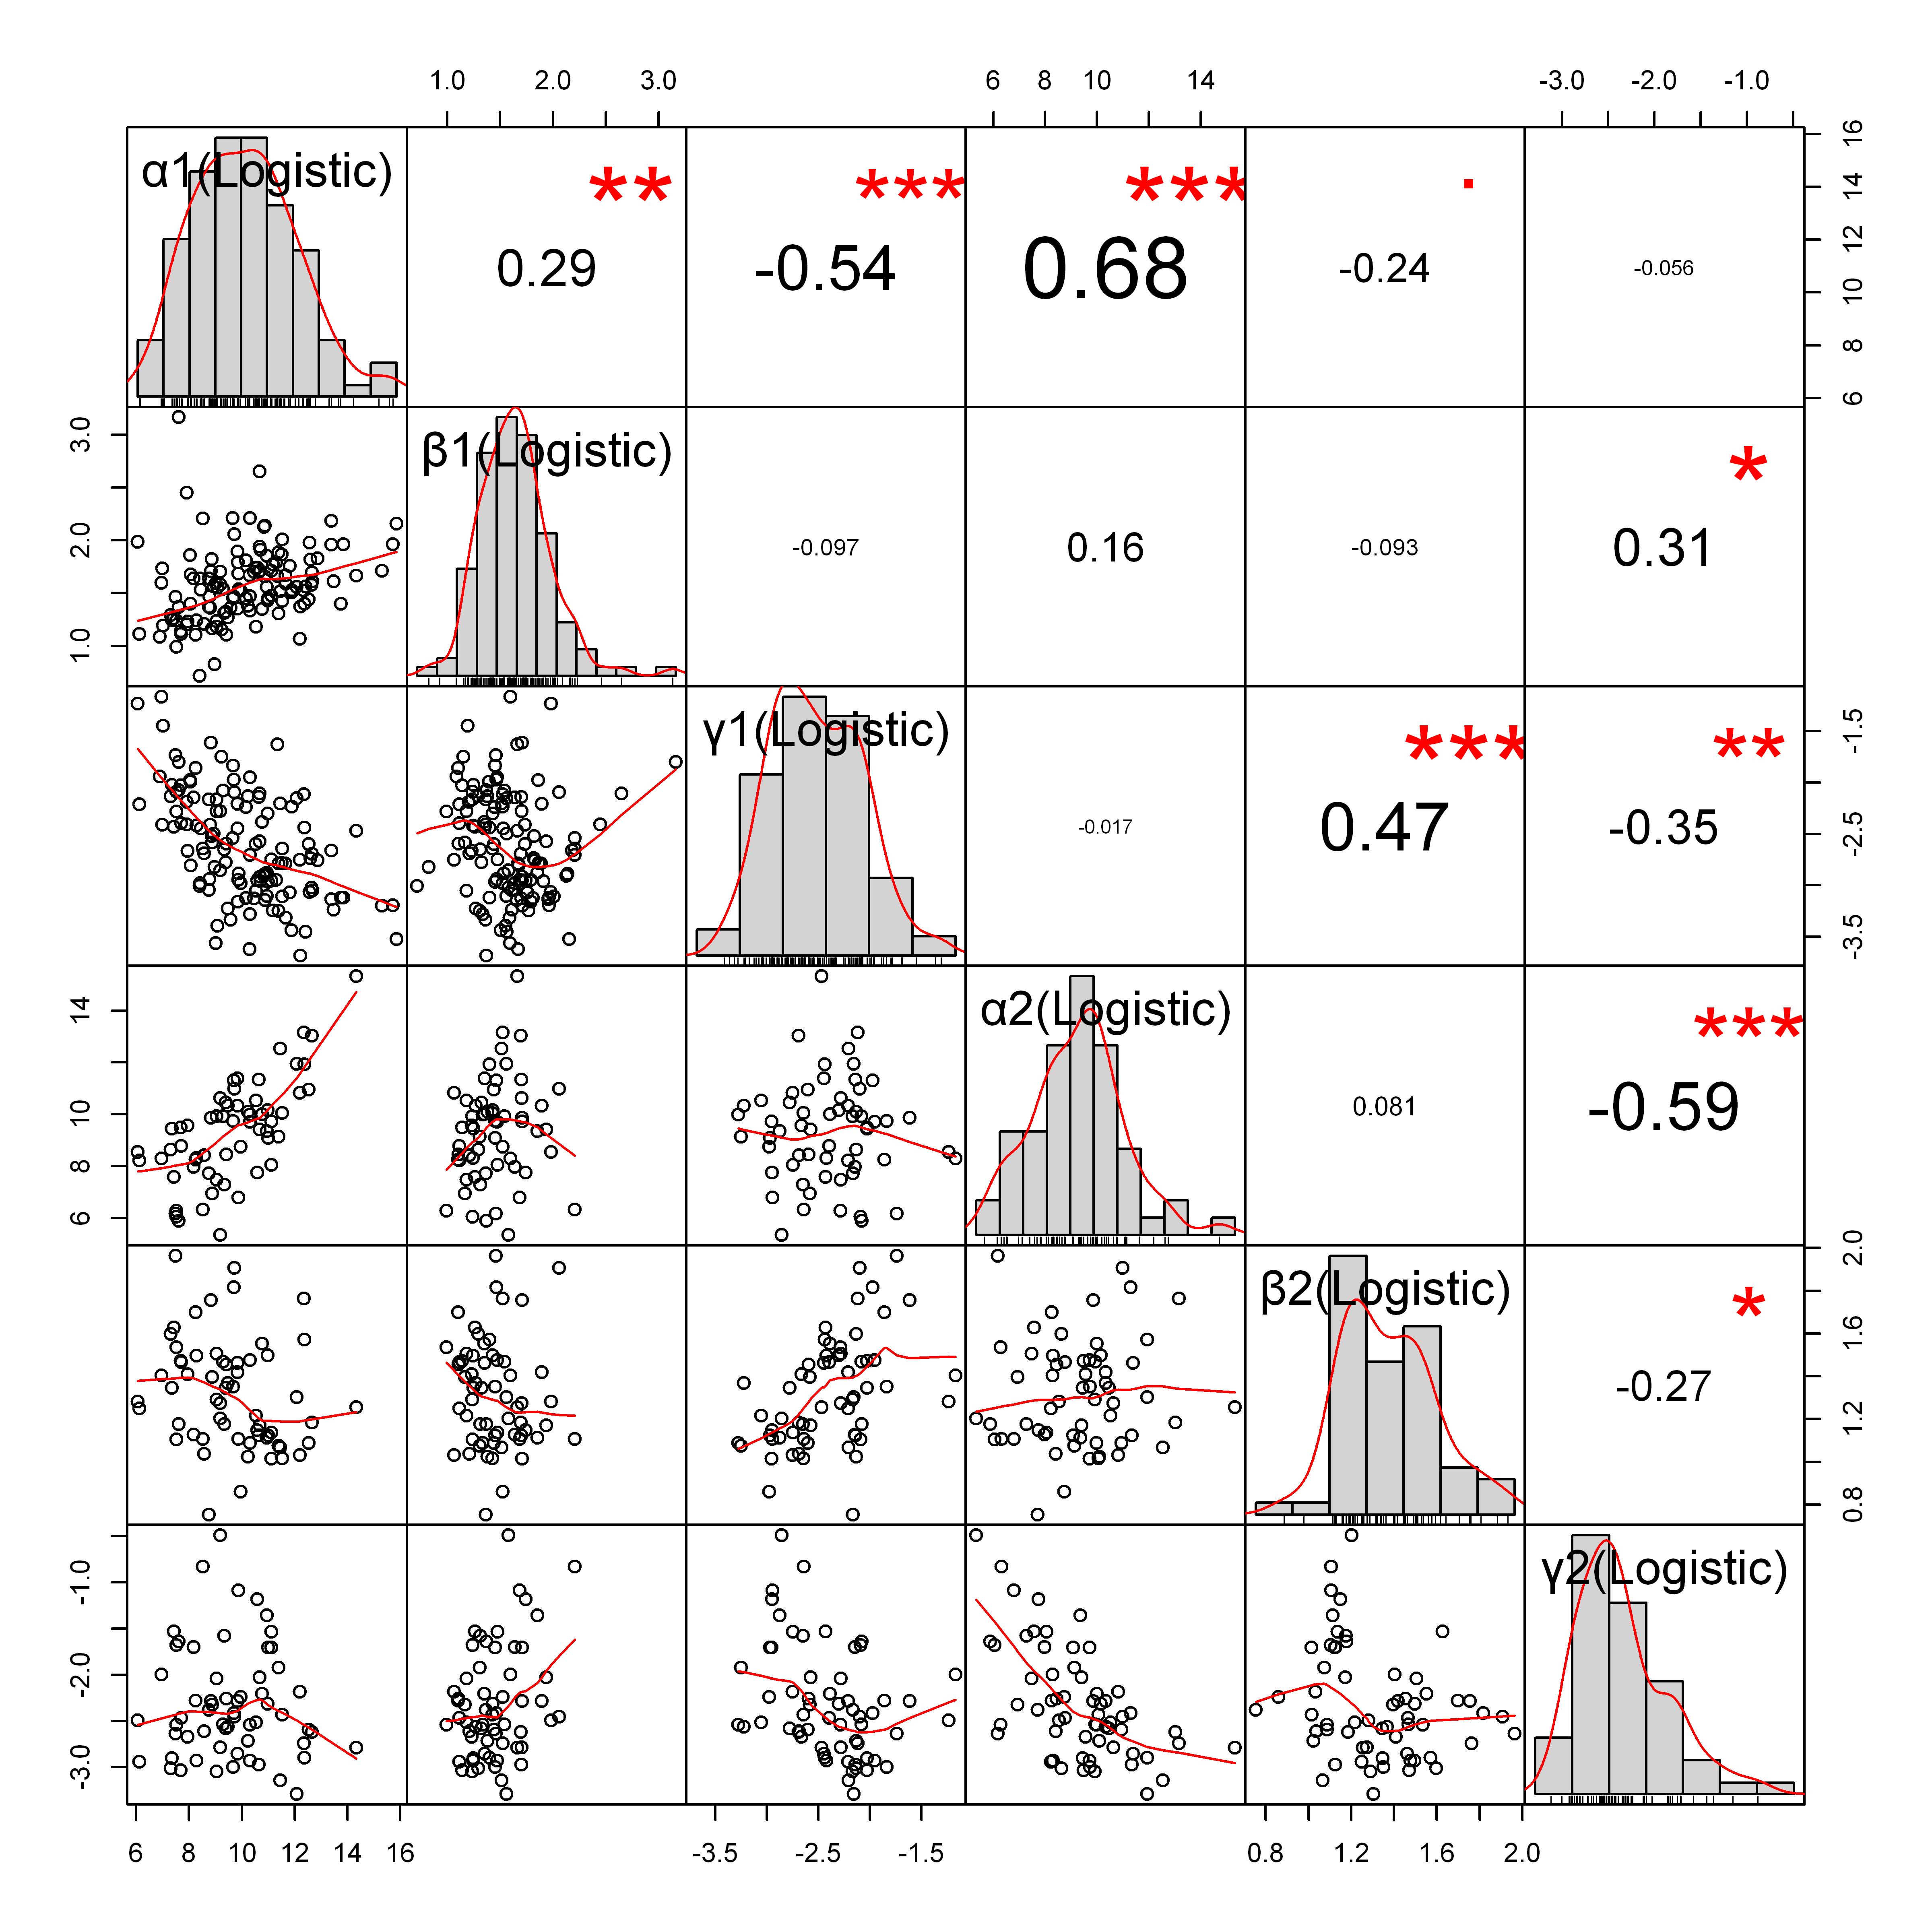 1.0 2.0 3.0 6 8 10 14 -3.0 -2.0 -1.0
α1(Logistic) ** *** *** . 16
0.29 -0.54 0.68 -0.24 -0.056 14
12
10
8
6
3.0 β1(Logistic) *
2.0 -0.097 0.16 -0.093 0.31
1.0
γ1(Logistic) *** ** -1.5
-0.017 0.47 -0.35 -2.5
-3.5
14 α2(Logistic) ***
10 0.081 -0.59
8
6
β2(Logistic) * 2.0
-0.27 1.6
1.2
0.8
-1.0 γ2(Logistic)
-2.0
-3.0
6 8 10 12 14 16 -3.5 -2.5 -1.5 0.8 1.2 1.6 2.0